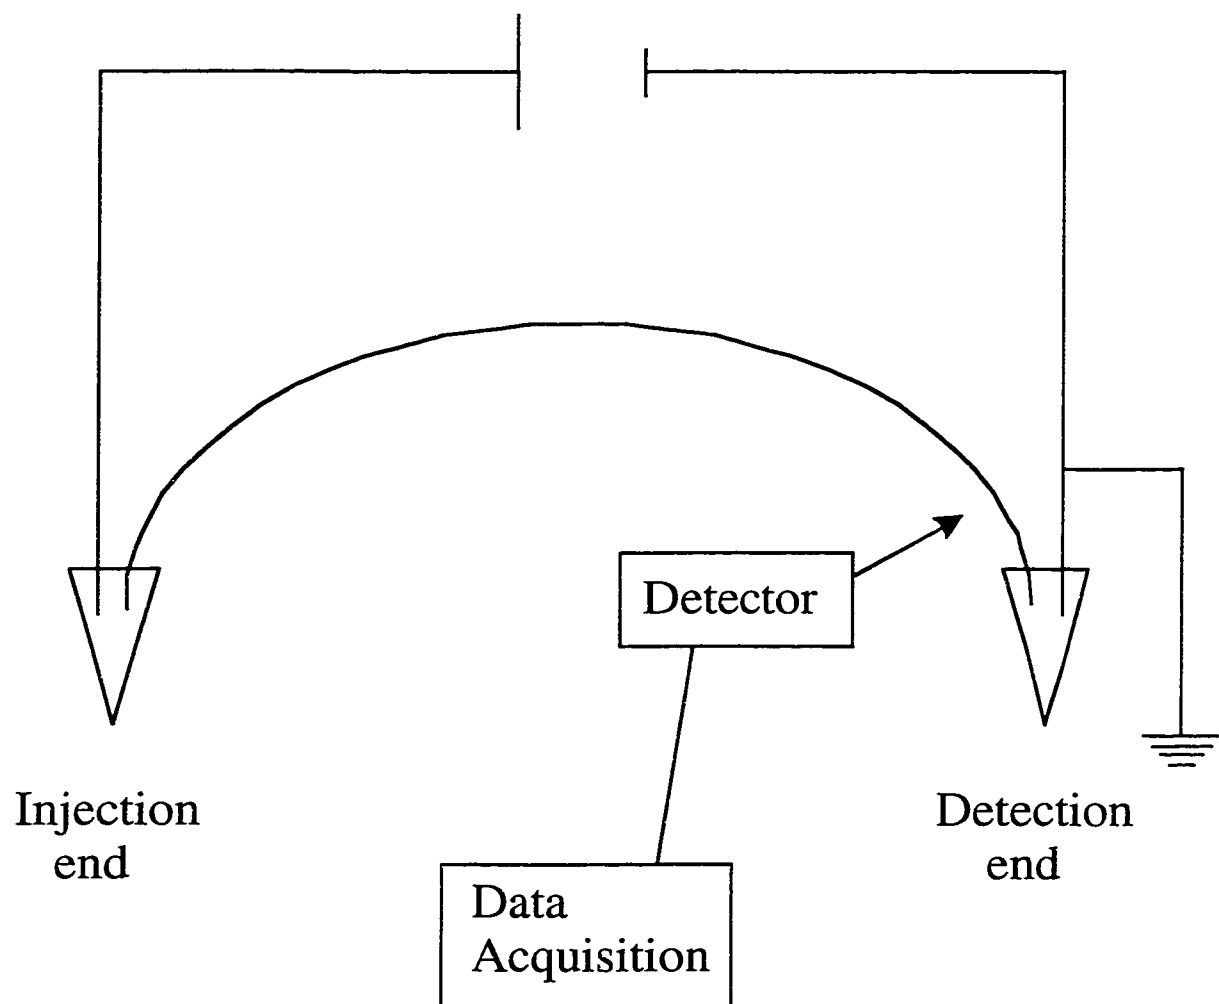 Detector
Injection
end
Detection
end
Data
Acquisition